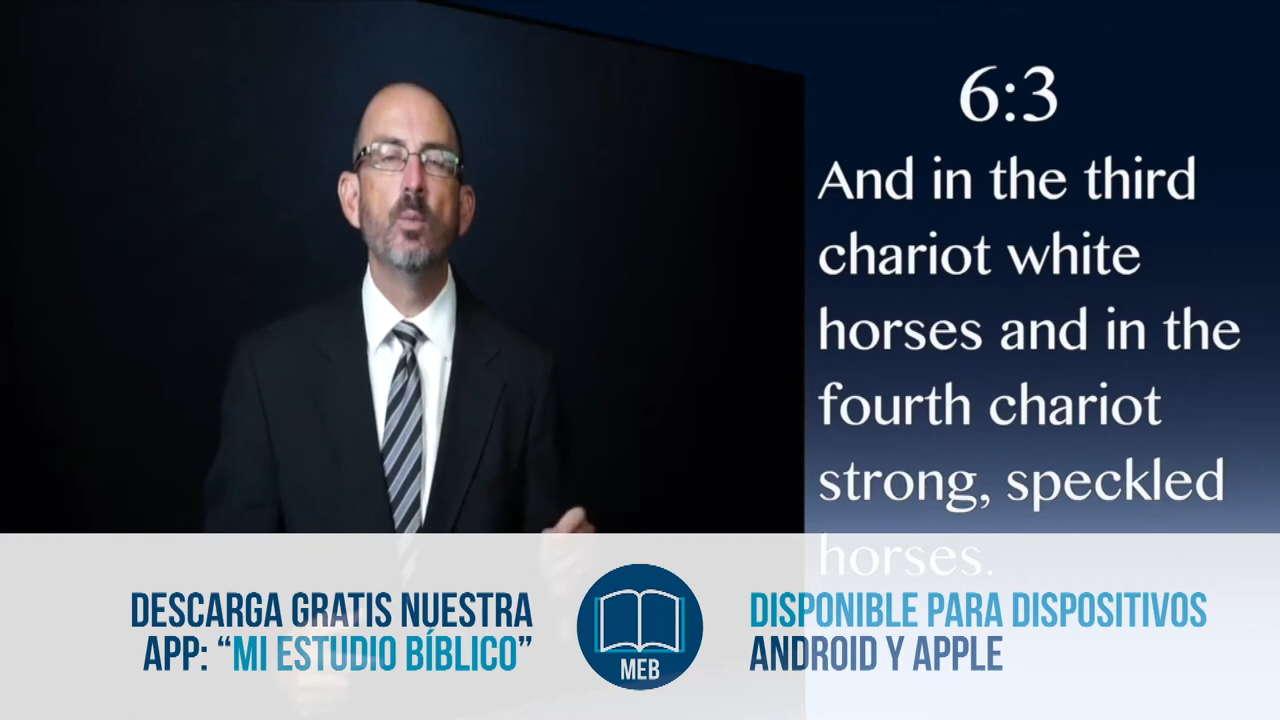 6:3
And in the third
chariot white
horses and in the
fourth chariot
strong, speckled
horses.
DESCARGA GRATIS NUESTRA
APP: “MI ESTUDIO BÍBLICO”
MEB
DISPONIBLE PARA DISPOSITIVOS
ANDROID Y APPLE